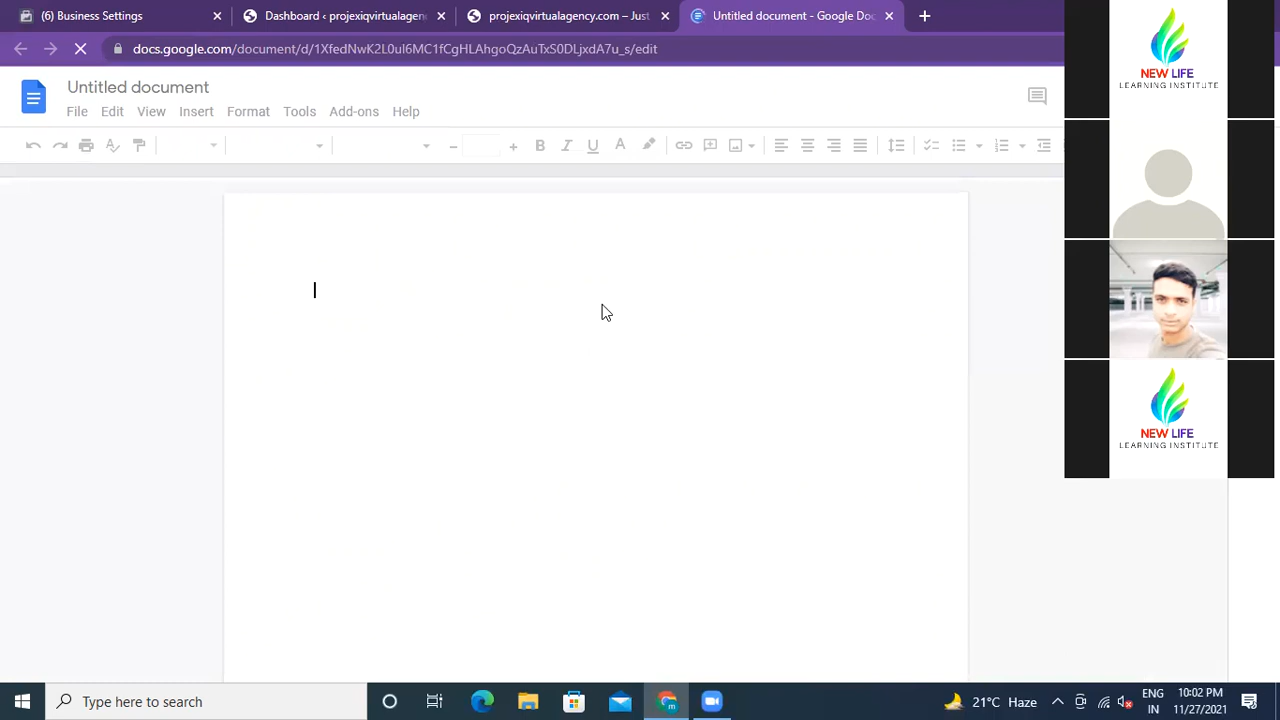 (6) Business Settings
Dashboard ‹ projexiqvirtualagenc
projexiqvirtualagency.com – Just
Untitled document - Google Doc
docs.google.com/document/d/1XfedNwK2L0ul6MC1fCgHLAhgoQzAuTxS0DLjxdA7u_s/edit
Untitled document
File Edit View Insert Format Tools Add-ons Help
NEW LIFE
LEARNING INSTITUTE
NEW LIFE
LEARNING INSTITUTE
Type here to search
21°C Haze
ENG
IN
10:02 PM
11/27/2021